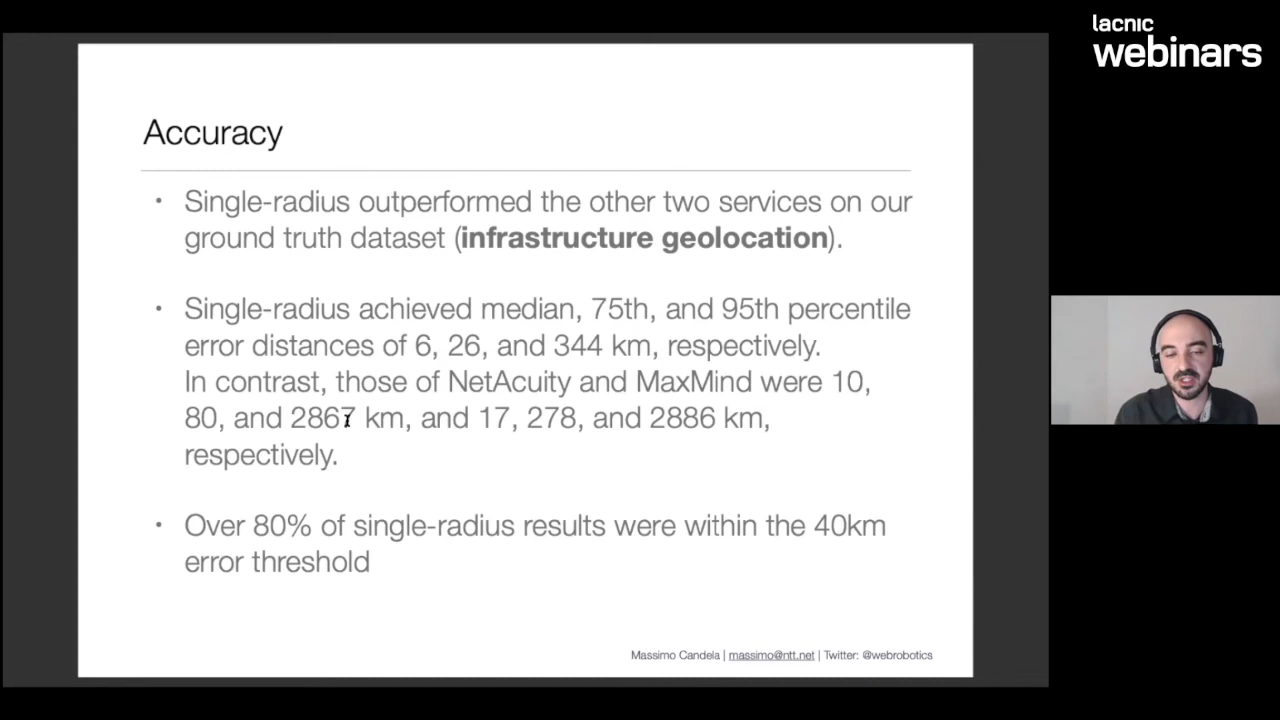 lacnic
webinars
Accuracy
• Single-radius outperformed the other two services on our
ground truth dataset (infrastructure geolocation).
• Single-radius achieved median, 75th, and 95th percentile
error distances of 6, 26, and 344 km, respectively.
In contrast, those of NetAcuity and MaxMind were 10,
80, and 2867 km, and 17, 278, and 2886 km,
respectively.
• Over 80% of single-radius results were within the 40km
error threshold
Massimo Candela | massimo@ntt.net | Twitter: @webrobotics